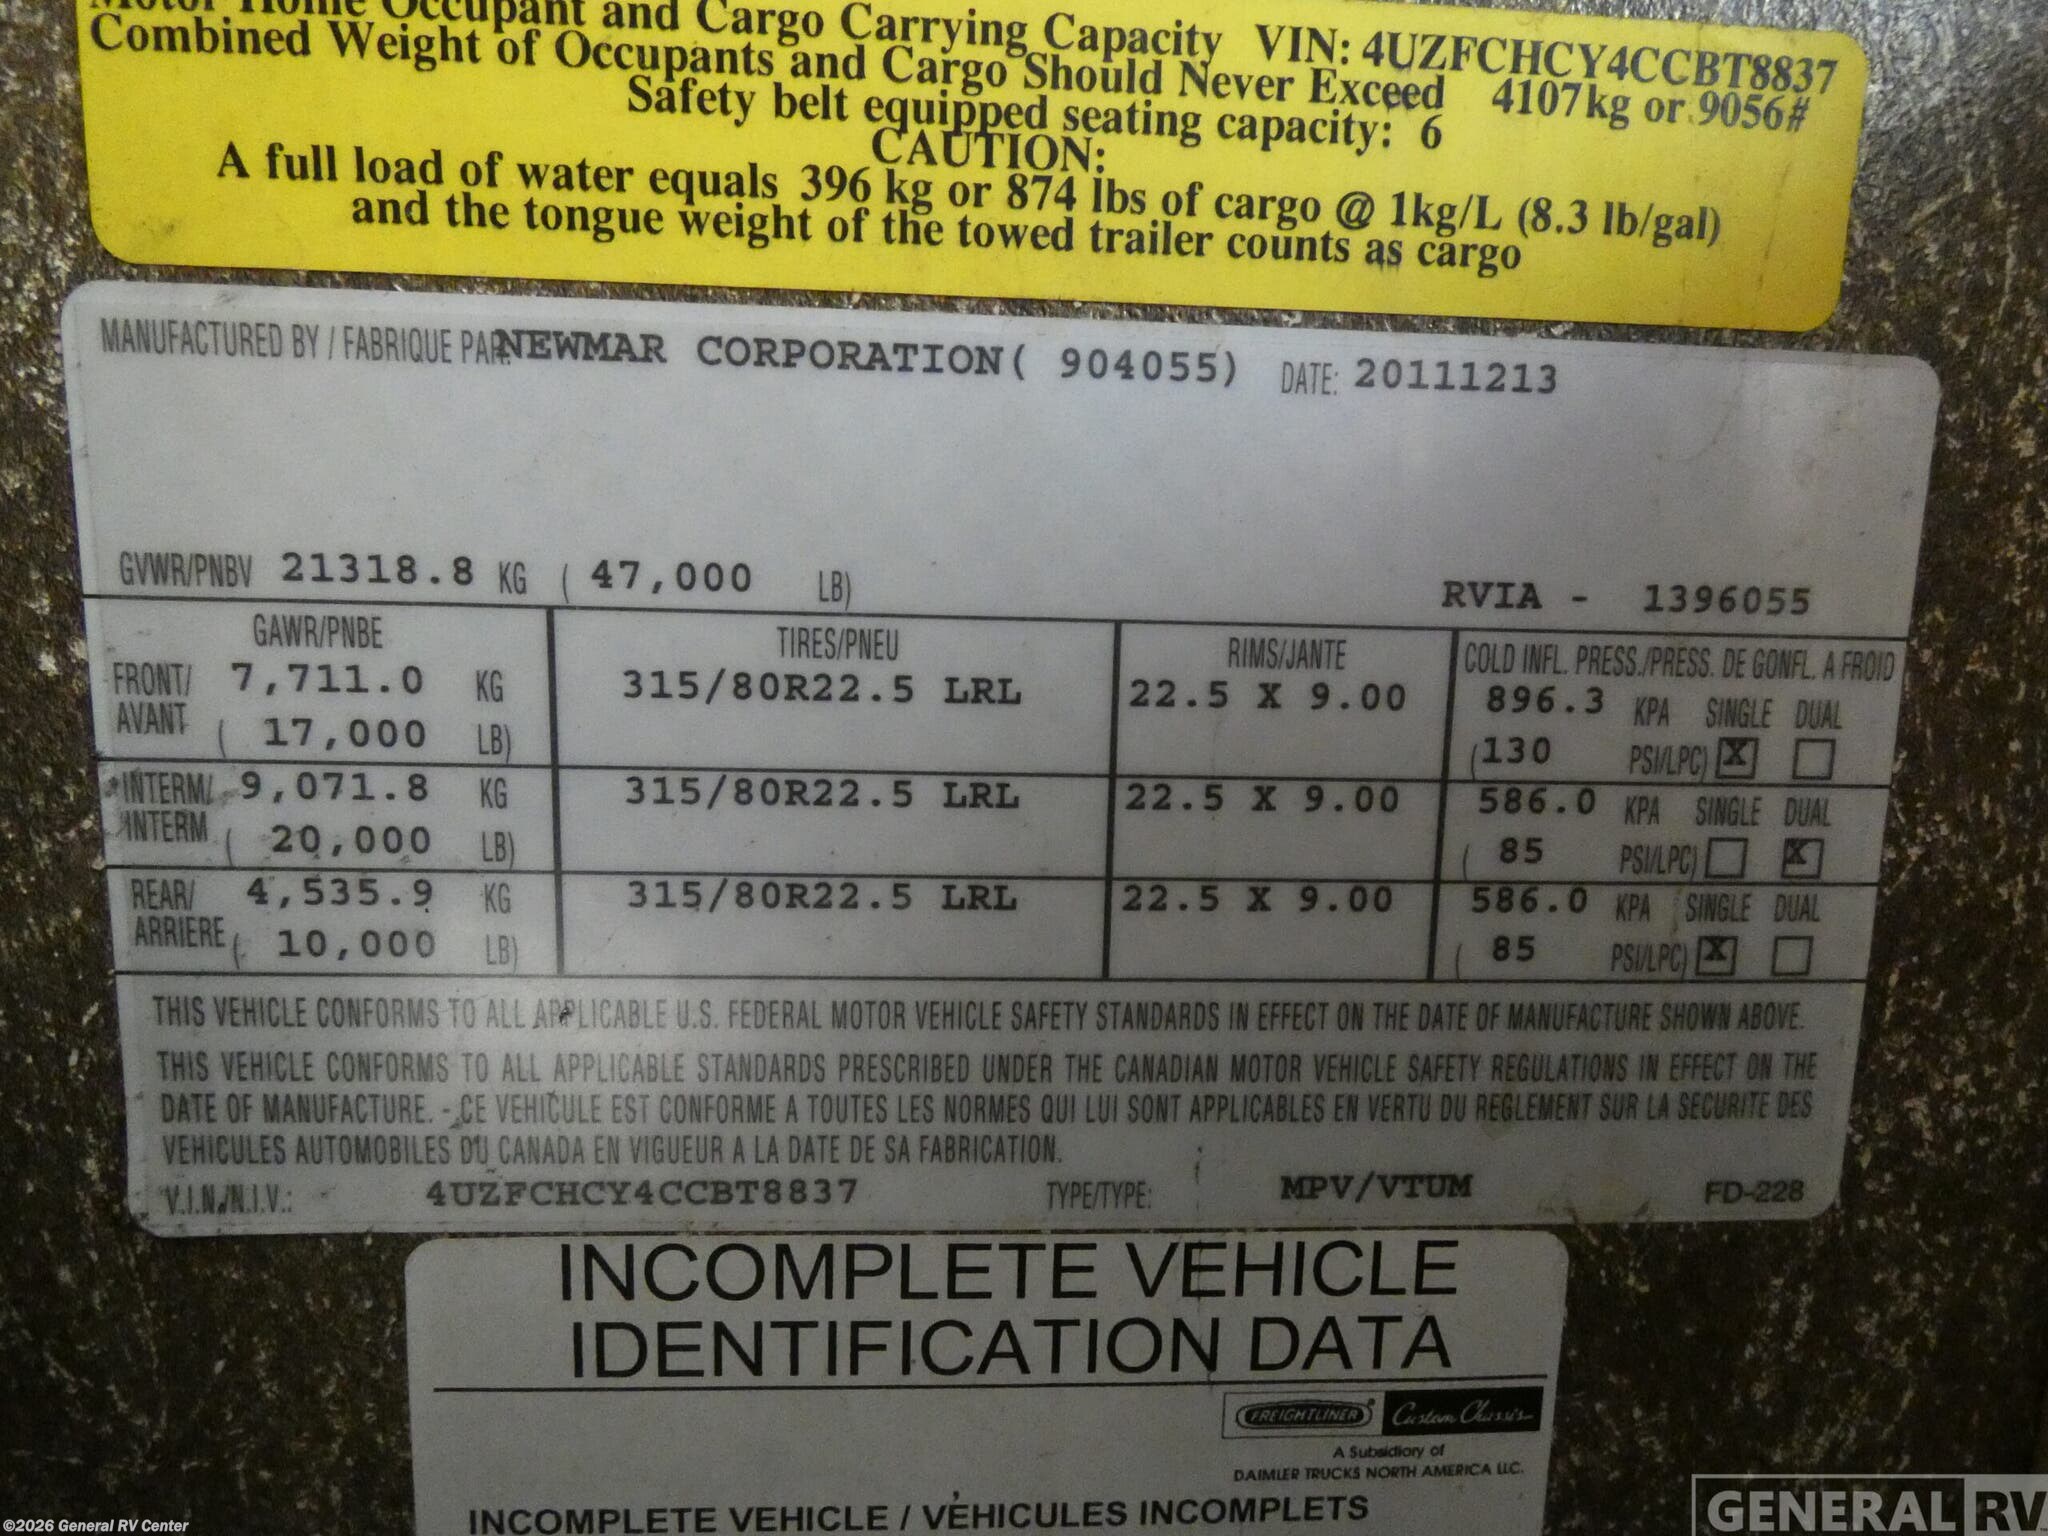 Motor Home Occupant and Cargo Carrying Capacity VIN: 4UZFCHCY4CCBT8837
Combined Weight of Occupants and Cargo Should Never Exceed 4107kg or 9056#
Safety belt equipped seating capacity: 6
CAUTION:
A full load of water equals 396 kg or 874 lbs of cargo @ 1kg/L (8.3 lb/gal)
and the tongue weight of the towed trailer counts as cargo
MANUFACTURED BY / FABRIQUE PAR: NEWMAR CORPORATION( 904055) DATE: 20111213
GVWR/PNBV 21318.8 KG ( 47,000 LB) RVIA - 1396055
GAWR/PNBE TIRES/PNEU RIMS/JANTE COLD INFL. PRESS./PRESS. DE GONFL. A FROID
FRONT/ 7,711.0 KG 315/80R22.5 LRL 22.5 X 9.00 896.3 KPA SINGLE DUAL
AVANT ( 17,000 LB) (130 PSI/LPC) X
INTERM/ 9,071.8 KG 315/80R22.5 LRL 22.5 X 9.00 586.0 KPA SINGLE DUAL
INTERM ( 20,000 LB) ( 85 PSI/LPC) X
REAR/ 4,535.9 KG 315/80R22.5 LRL 22.5 X 9.00 586.0 KPA SINGLE DUAL
ARRIERE ( 10,000 LB) ( 85 PSI/LPC) X
THIS VEHICLE CONFORMS TO ALL APPLICABLE U.S. FEDERAL MOTOR VEHICLE SAFETY STANDARDS IN EFFECT ON THE DATE OF MANUFACTURE SHOWN ABOVE.
THIS VEHICLE CONFORMS TO ALL APPLICABLE STANDARDS PRESCRIBED UNDER THE CANADIAN MOTOR VEHICLE SAFETY REGULATIONS IN EFFECT ON THE
DATE OF MANUFACTURE. - CE VEHICULE EST CONFORME A TOUTES LES NORMES QUI LUI SONT APPLICABLES EN VERTU DU REGLEMENT SUR LA SECURITE DES
VEHICULES AUTOMOBILES DU CANADA EN VIGUEUR A LA DATE DE SA FABRICATION.
V.I.N./N.I.V.: 4UZFCHCY4CCBT8837 TYPE/TYPE: MPV/VTUM FD-228
INCOMPLETE VEHICLE
IDENTIFICATION DATA
FREIGHTLINER Custom Chassis
A Subsidiary of
DAIMLER TRUCKS NORTH AMERICA LLC.
INCOMPLETE VEHICLE / VÉHICULES INCOMPLETS
©2026 General RV Center
GENERAL RV